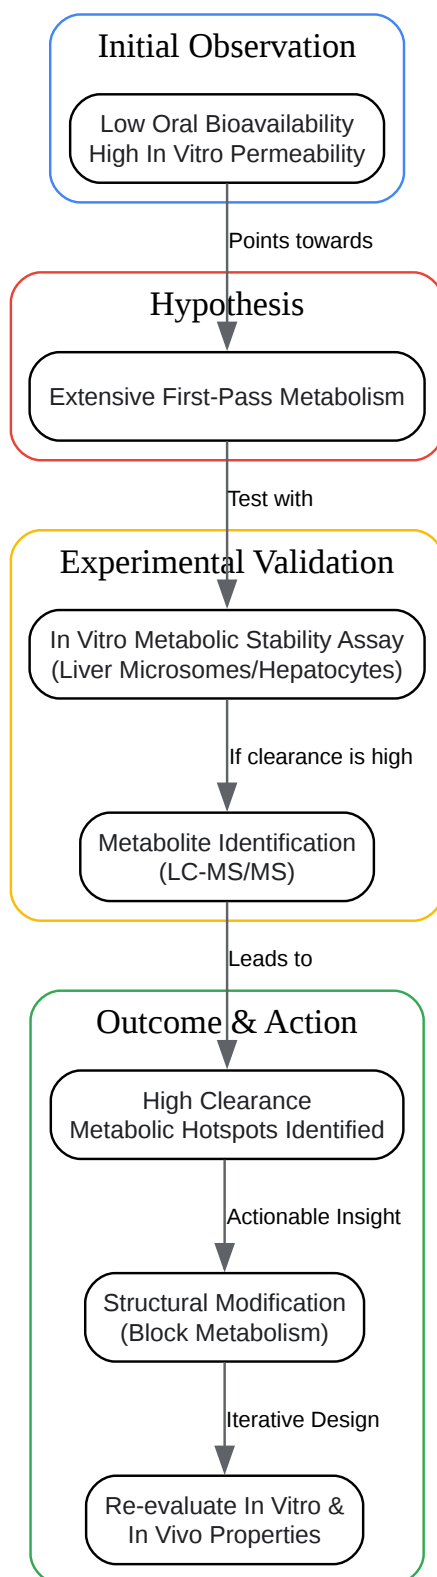 Initial Observation
Low Oral Bioavailability
High In Vitro Permeability
Points towards
Hypothesis
Extensive First-Pass Metabolism
Test with
Experimental Validation
In Vitro Metabolic Stability Assay
(Liver Microsomes/Hepatocytes)
If clearance is high
Metabolite Identification
(LC-MS/MS)
Leads to
Outcome & Action
High Clearance
Metabolic Hotspots Identified
Actionable Insight
Structural Modification
(Block Metabolism)
Iterative Design
Re-evaluate In Vitro &
In Vivo Properties